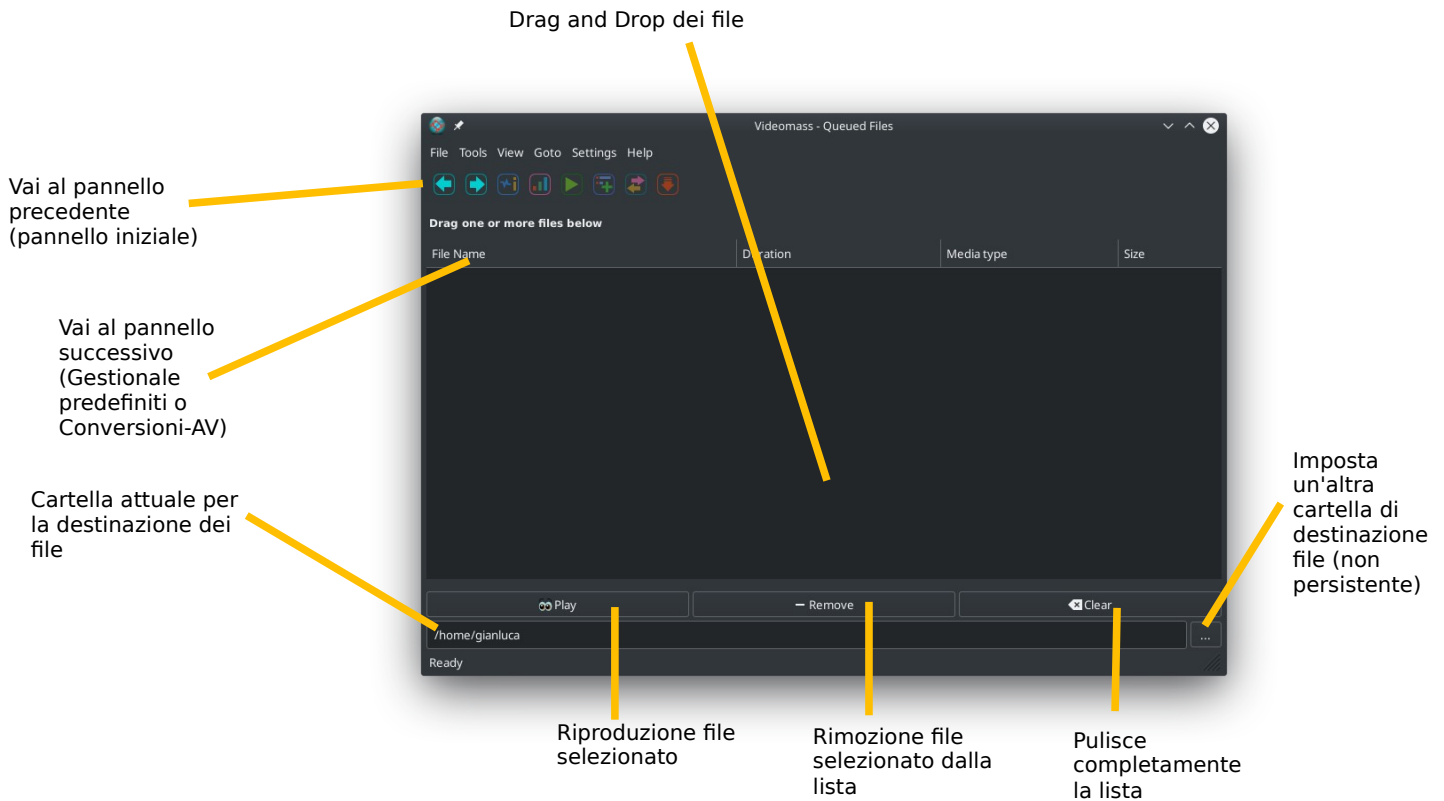 Drag and Drop dei file
Videomass - Queued Files
File Tools View Goto Settings Help
Vai al pannello
precedente
(pannello iniziale)
Drag one or more files below
File Name Duration Media type Size
Vai al pannello
successivo
(Gestionale
predefiniti o
Conversioni-AV)
Cartella attuale per
la destinazione dei
file
Imposta
un'altra
cartella di
destinazione
file (non
persistente)
Play Remove Clear
/home/gianluca ...
Ready
Riproduzione file
selezionato
Rimozione file
selezionato dalla
lista
Pulisce
completamente
la lista